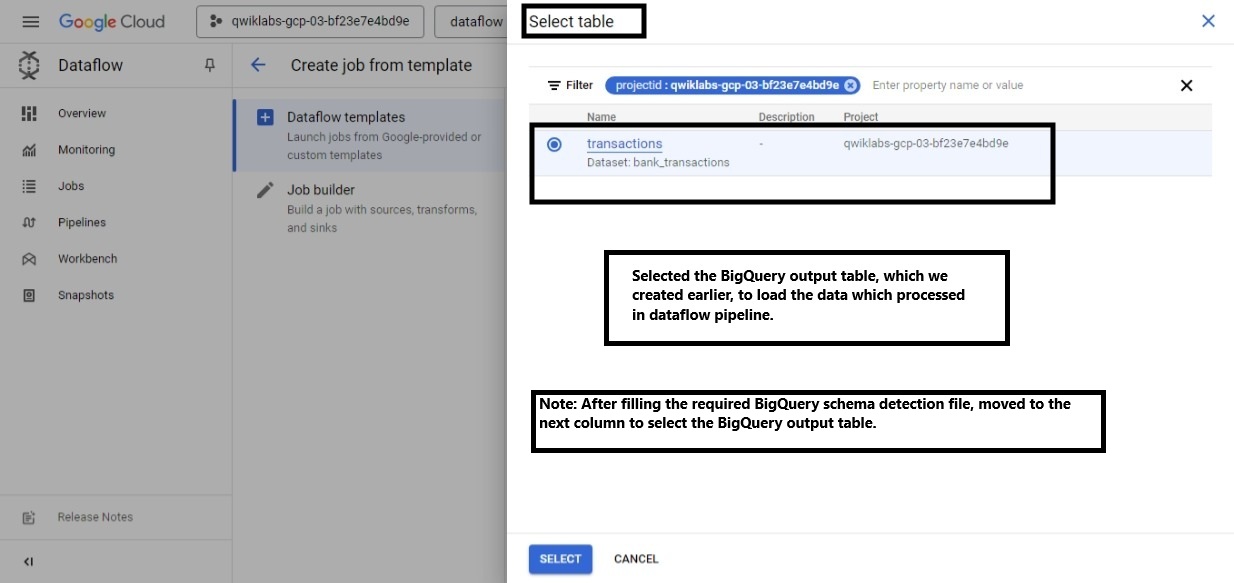 Google Cloud
qwiklabs-gcp-03-bf23e7e4bd9e
dataflow
Dataflow
Overview
Monitoring
Jobs
Pipelines
Workbench
Snapshots
Release Notes
Create job from template
Dataflow templates
Launch jobs from Google-provided or
custom templates
Job builder
Build a job with sources, transforms,
and sinks
Select table
Filter projectid : qwiklabs-gcp-03-bf23e7e4bd9e Enter property name or value
Name Description Project
transactions - qwiklabs-gcp-03-bf23e7e4bd9e
Dataset: bank_transactions
Selected the BigQuery output table, which we
created earlier, to load the data which processed
in dataflow pipeline.
Note: After filling the required BigQuery schema detection file, moved to the
next column to select the BigQuery output table.
SELECT CANCEL